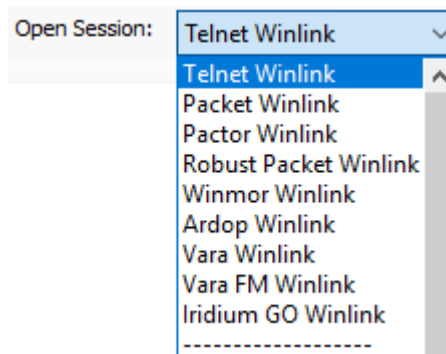 Open Session: Telnet Winlink
Telnet Winlink
Packet Winlink
Pactor Winlink
Robust Packet Winlink
Winmor Winlink
Ardop Winlink
Vara Winlink
Vara FM Winlink
Iridium GO Winlink
-------------------